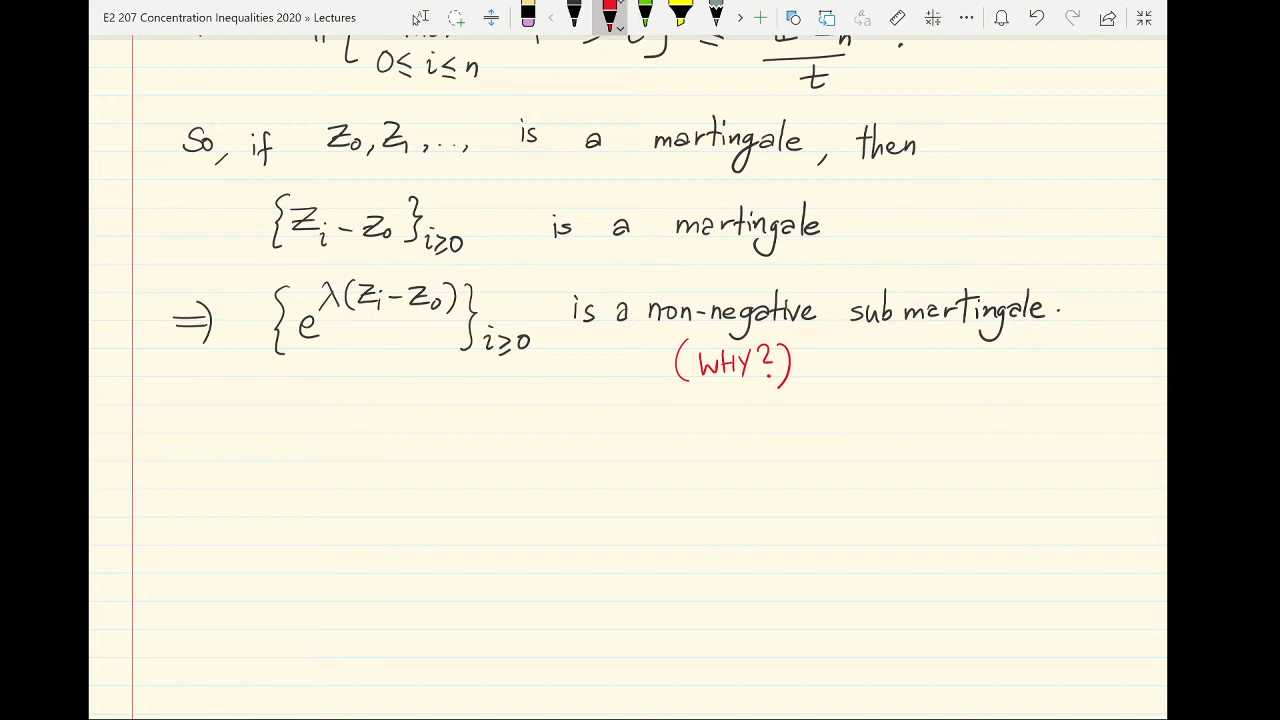 E2 207 Concentration Inequalities 2020 » Lectures
0 ≤ i ≤ n
t
So, if Z₀, Z₁, ..., is a martingale, then
{Zᵢ - Z₀}ᵢ≥₀ is a martingale
⟹ {e^{λ(Zᵢ - Z₀)}}ᵢ≥₀ is a non-negative submartingale.
(WHY?)